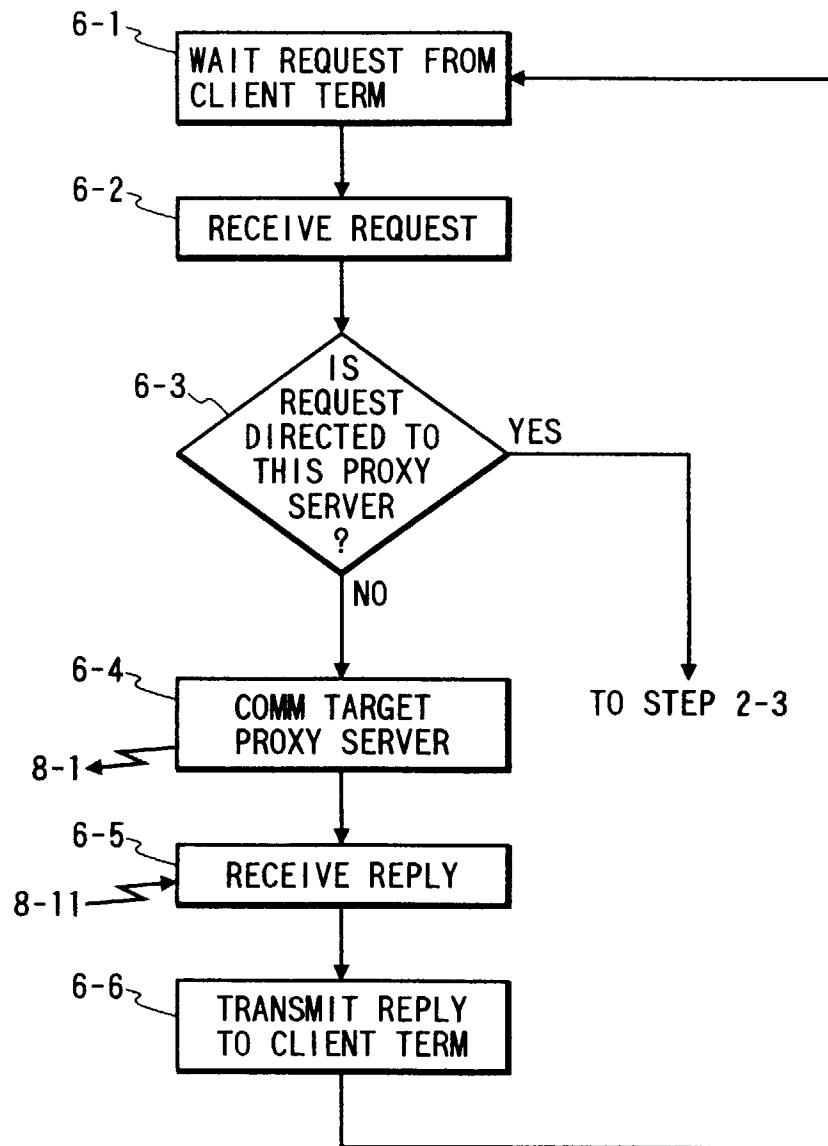 6-1
WAIT REQUEST FROM
CLIENT TERM
6-2
RECEIVE REQUEST
6-3
IS
REQUEST
DIRECTED TO
THIS PROXY
SERVER
?
YES
NO
6-4
COMM TARGET
PROXY SERVER
TO STEP 2-3
8-1
6-5
RECEIVE REPLY
8-11
6-6
TRANSMIT REPLY
TO CLIENT TERM